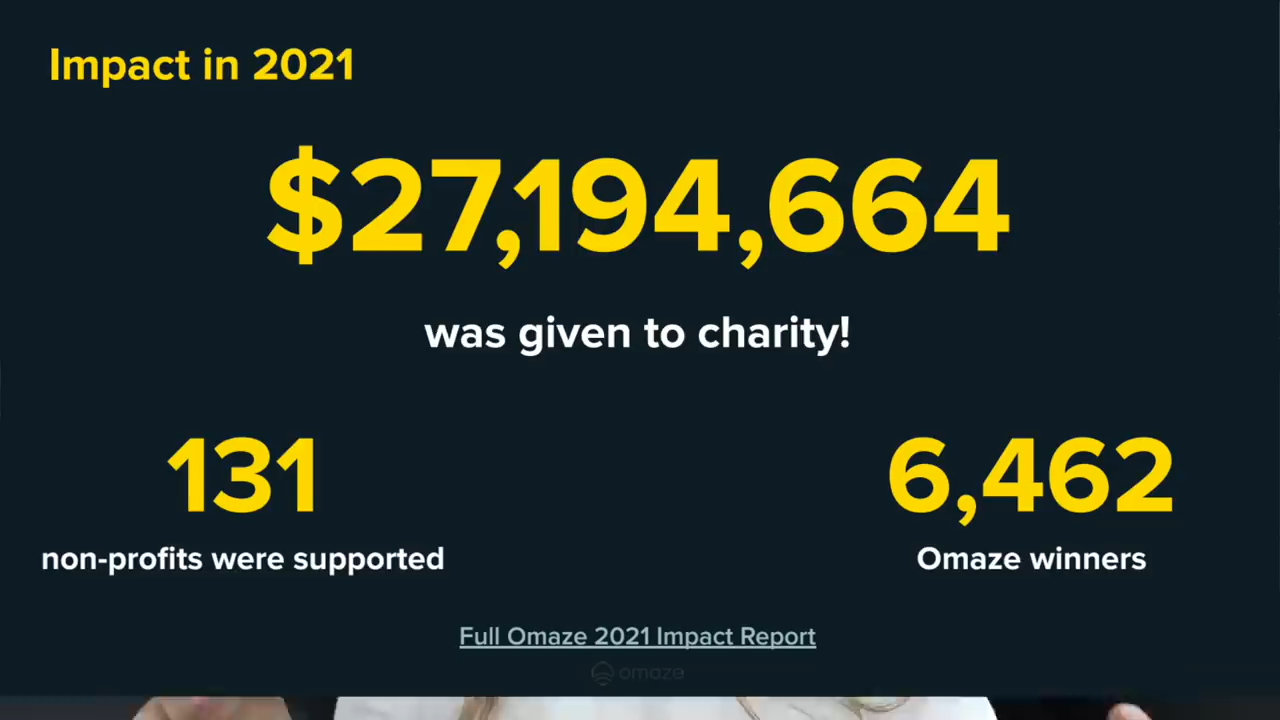 Impact in 2021
$27,194,664
was given to charity!
131
6,462
non-profits were supported
Omaze winners
Full Omaze 2021 Impact Report
omaze